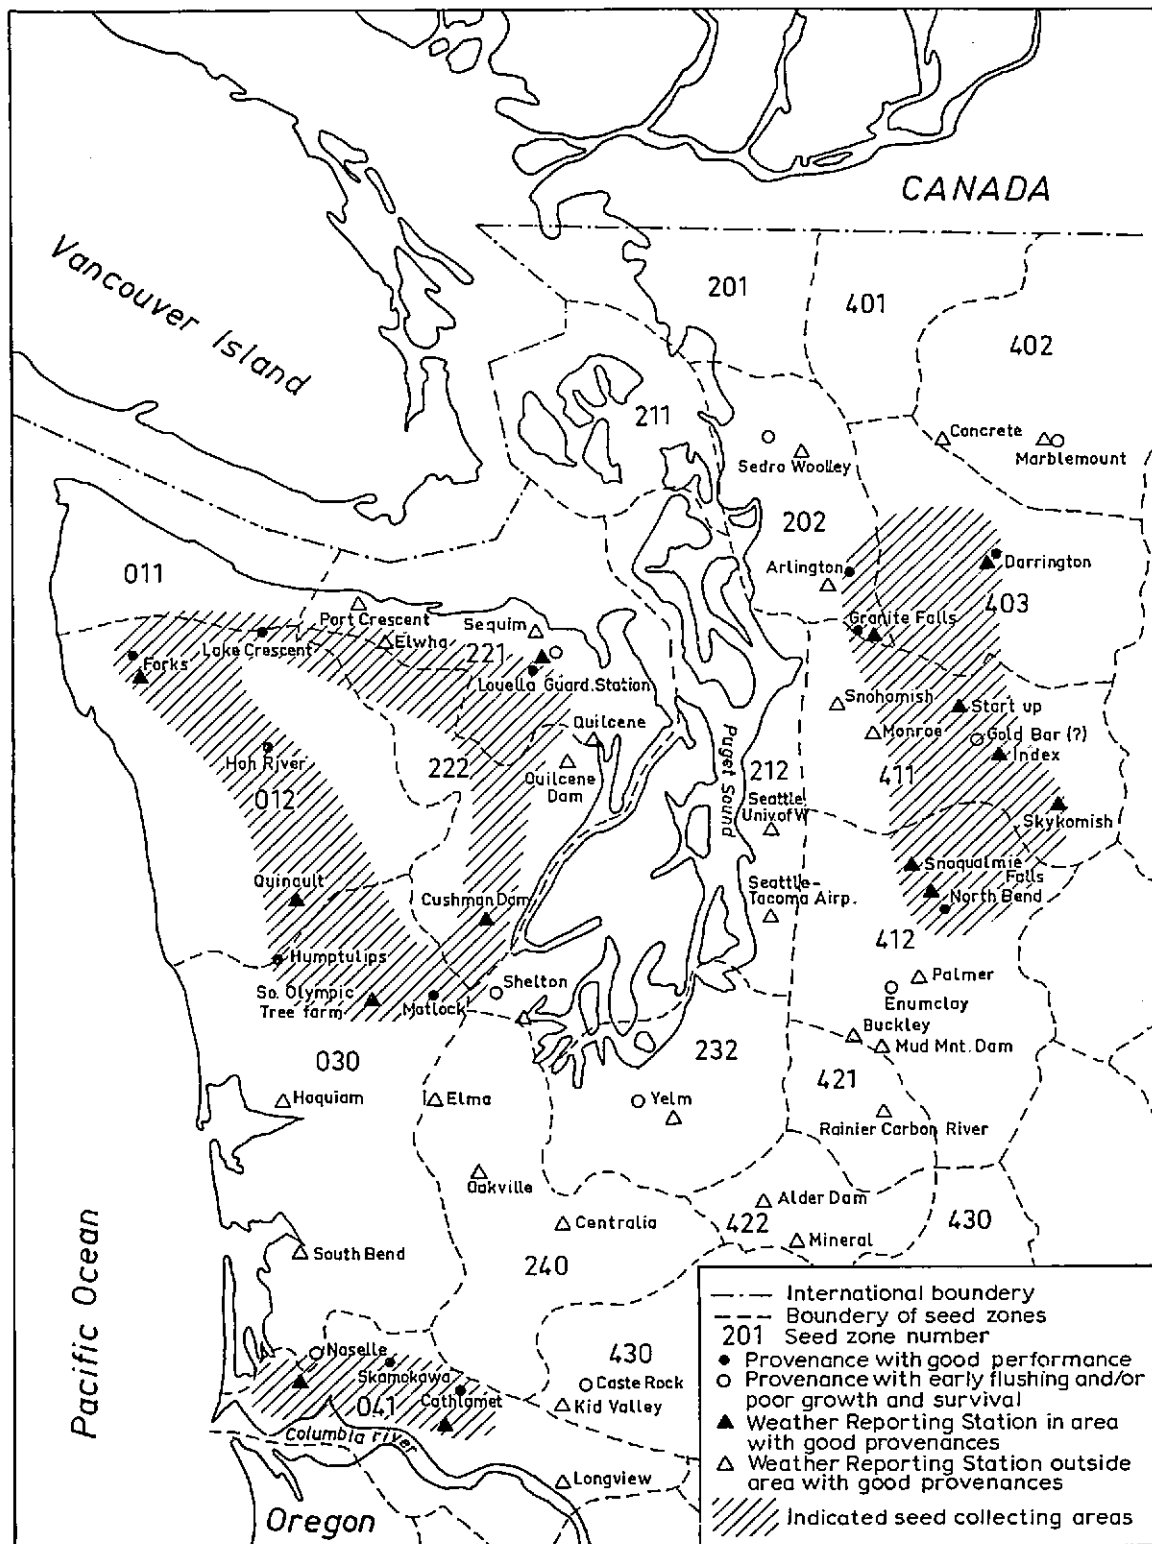 CANADA
Vancouver Island
201
401
402
211
Concrete
Marblemount
Sedro Woolley
202
011
Arlington
Darrington
403
Port Crescent
Granite Falls
Sequim
Lake Crescent
Elwha
221
Forks
Louella Guard. Station
Snohomish
Start up
Quilcene
Monroe
Gold Bar (?)
Hoh River
222
Quilcene
Dam
Puget Sound
212
411
Index
012
Seattle
Univ. of W.
Skykomish
Snoqualmie
Falls
Quinault
Cushman Dam
Seattle-
Tacoma Airp.
North Bend
412
Humptulips
Shelton
Palmer
So. Olympic
Tree farm
Matlock
Enumclay
Buckley
030
232
Mud Mnt. Dam
421
Hoquiam
Elma
Yelm
Rainier Carbon River
Oakville
Alder Dam
Centralia
422
430
Mineral
South Bend
240
Pacific Ocean
Naselle
Skamokawa
430
Caste Rock
Cathlamet
041
Kid Valley
Columbia river
Longview
Oregon
International boundary
Boundery of seed zones
201 Seed zone number
Provenance with good performance
Provenance with early flushing and/or
poor growth and survival
Weather Reporting Station in area
with good provenances
Weather Reporting Station outside
area with good provenances
Indicated seed collecting areas